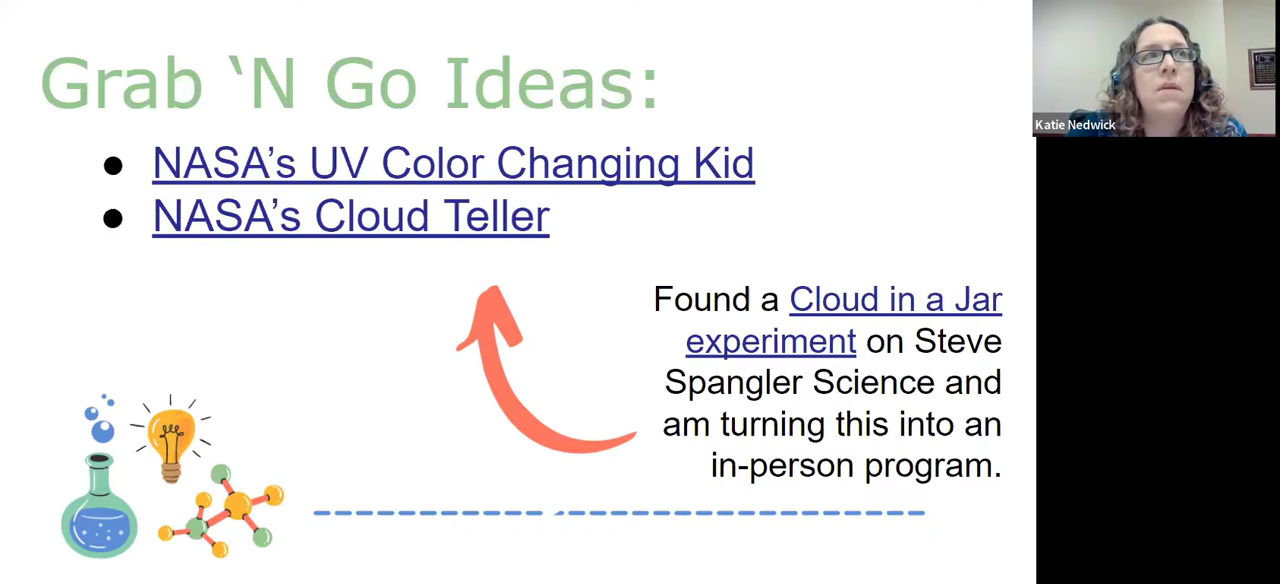 Grab ‘N Go Ideas:
● NASA’s UV Color Changing Kid
● NASA’s Cloud Teller
Found a Cloud in a Jar
experiment on Steve
Spangler Science and
am turning this into an
in-person program.
Katie Nedwick